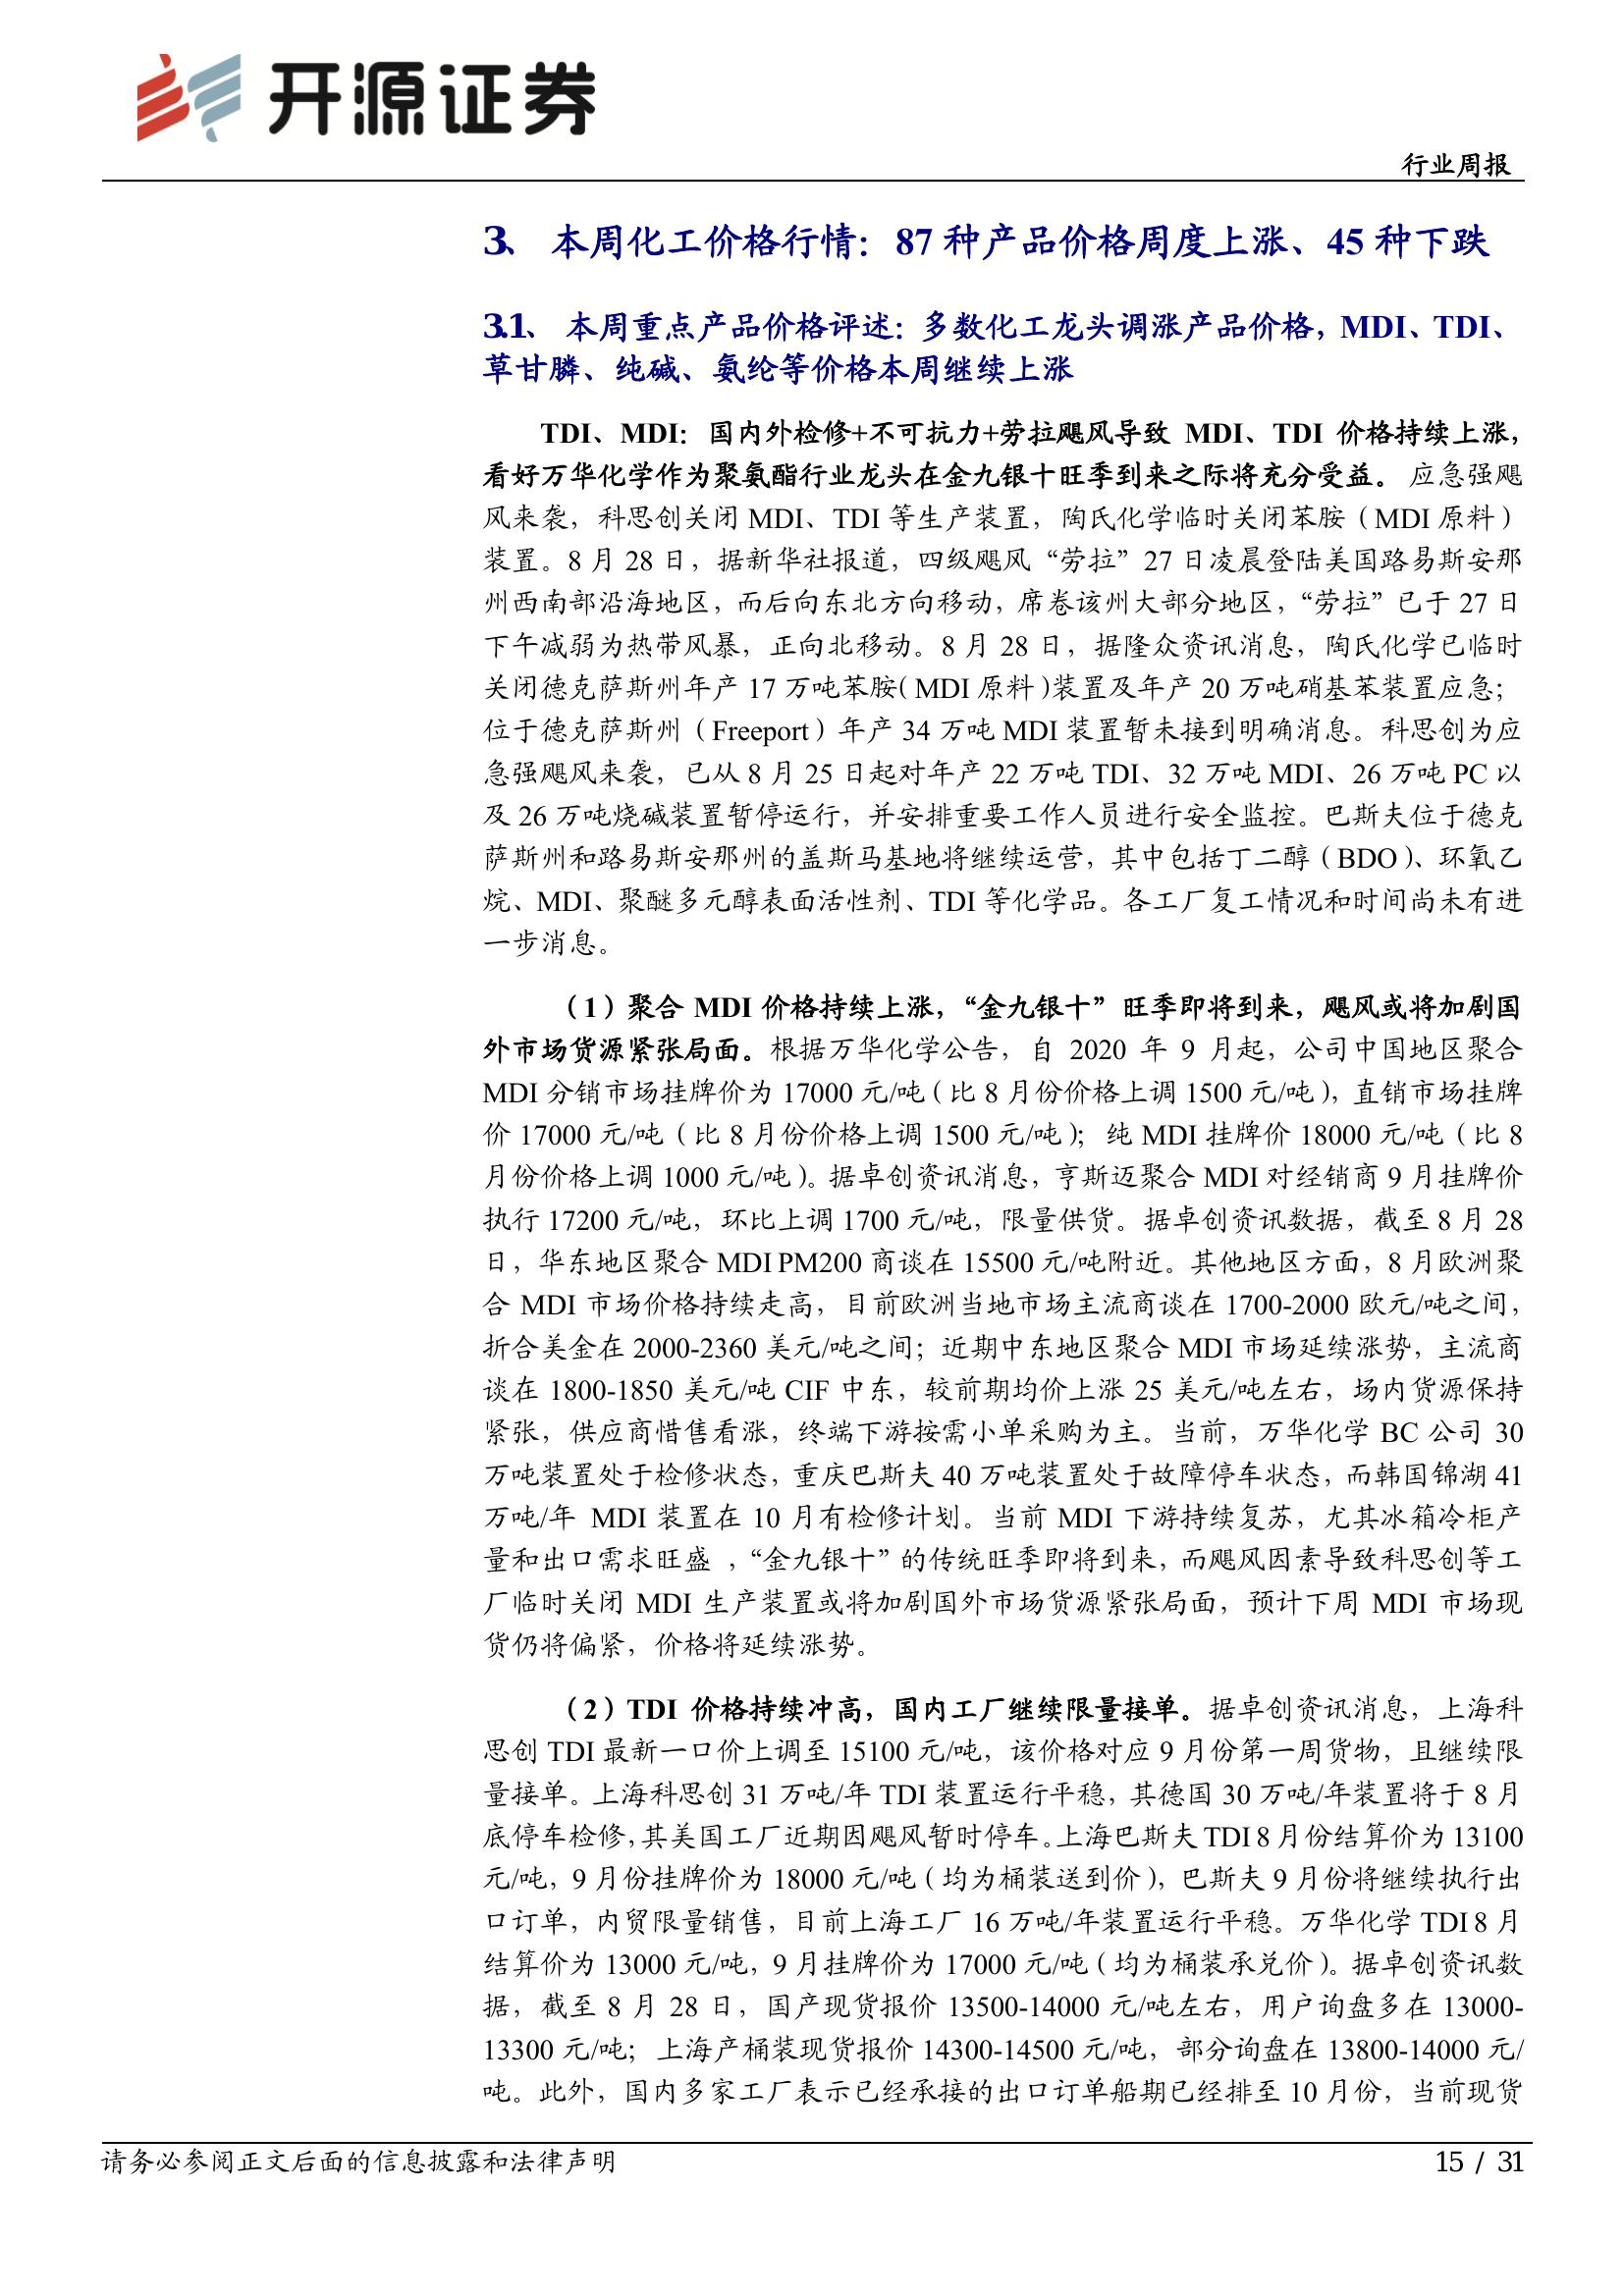 开源证券
行业周报
3、 本周化工价格行情：87 种产品价格周度上涨、45 种下跌
3.1、 本周重点产品价格评述：多数化工龙头调涨产品价格，MDI、TDI、
草甘膦、纯碱、氨纶等价格本周继续上涨
TDI、MDI：国内外检修+不可抗力+劳拉飓风导致 MDI、TDI 价格持续上涨，
看好万华化学作为聚氨酯行业龙头在金九银十旺季到来之际将充分受益。应急强飓
风来袭，科思创关闭 MDI、TDI 等生产装置，陶氏化学临时关闭苯胺（MDI 原料）
装置。8 月 28 日，据新华社报道，四级飓风“劳拉”27 日凌晨登陆美国路易斯安那
州西南部沿海地区，而后向东北方向移动，席卷该州大部分地区，“劳拉”已于 27 日
下午减弱为热带风暴，正向北移动。8 月 28 日，据隆众资讯消息，陶氏化学已临时
关闭德克萨斯州年产 17 万吨苯胺（MDI 原料）装置及年产 20 万吨硝基苯装置应急；
位于德克萨斯州（Freeport）年产 34 万吨 MDI 装置暂未接到明确消息。科思创为应
急强飓风来袭，已从 8 月 25 日起对年产 22 万吨 TDI、32 万吨 MDI、26 万吨 PC 以
及 26 万吨烧碱装置暂停运行，并安排重要工作人员进行安全监控。巴斯夫位于德克
萨斯州和路易斯安那州的盖斯马基地将继续运营，其中包括丁二醇（BDO）、环氧乙
烷、MDI、聚醚多元醇表面活性剂、TDI 等化学品。各工厂复工情况和时间尚未有进
一步消息。
（1）聚合 MDI 价格持续上涨，“金九银十”旺季即将到来，飓风或将加剧国
外市场货源紧张局面。根据万华化学公告，自 2020 年 9 月起，公司中国地区聚合
MDI 分销市场挂牌价为 17000 元/吨（比 8 月份价格上调 1500 元/吨），直销市场挂牌
价 17000 元/吨（比 8 月份价格上调 1500 元/吨）；纯 MDI 挂牌价 18000 元/吨（比 8
月份价格上调 1000 元/吨）。据卓创资讯消息，亨斯迈聚合 MDI 对经销商 9 月挂牌价
执行 17200 元/吨，环比上调 1700 元/吨，限量供货。据卓创资讯数据，截至 8 月 28
日，华东地区聚合 MDI PM200 商谈在 15500 元/吨附近。其他地区方面，8 月欧洲聚
合 MDI 市场价格持续走高，目前欧洲当地市场主流商谈在 1700-2000 欧元/吨之间，
折合美金在 2000-2360 美元/吨之间；近期中东地区聚合 MDI 市场延续涨势，主流商
谈在 1800-1850 美元/吨 CIF 中东，较前期均价上涨 25 美元/吨左右，场内货源保持
紧张，供应商惜售看涨，终端下游按需小单采购为主。当前，万华化学 BC 公司 30
万吨装置处于检修状态，重庆巴斯夫 40 万吨装置处于故障停车状态，而韩国锦湖 41
万吨/年 MDI 装置在 10 月有检修计划。当前 MDI 下游持续复苏，尤其冰箱冷柜产
量和出口需求旺盛 ，“金九银十”的传统旺季即将到来，而飓风因素导致科思创等工
厂临时关闭 MDI 生产装置或将加剧国外市场货源紧张局面，预计下周 MDI 市场现
货仍将偏紧，价格将延续涨势。
（2）TDI 价格持续冲高，国内工厂继续限量接单。据卓创资讯消息，上海科
思创 TDI 最新一口价上调至 15100 元/吨，该价格对应 9 月份第一周货物，且继续限
量接单。上海科思创 31 万吨/年 TDI 装置运行平稳，其德国 30 万吨/年装置将于 8 月
底停车检修，其美国工厂近期因飓风暂时停车。上海巴斯夫 TDI 8 月份结算价为 13100
元/吨，9 月份挂牌价为 18000 元/吨（均为桶装送到价），巴斯夫 9 月份将继续执行出
口订单，内贸限量销售，目前上海工厂 16 万吨/年装置运行平稳。万华化学 TDI 8 月
结算价为 13000 元/吨，9 月挂牌价为 17000 元/吨（均为桶装承兑价）。据卓创资讯数
据，截至 8 月 28 日，国产现货报价 13500-14000 元/吨左右，用户询盘多在 13000-
13300 元/吨；上海产桶装现货报价 14300-14500 元/吨，部分询盘在 13800-14000 元/
吨。此外，国内多家工厂表示已经承接的出口订单船期已经排至 10 月份，当前现货
请务必参阅正文后面的信息披露和法律声明
15 / 31